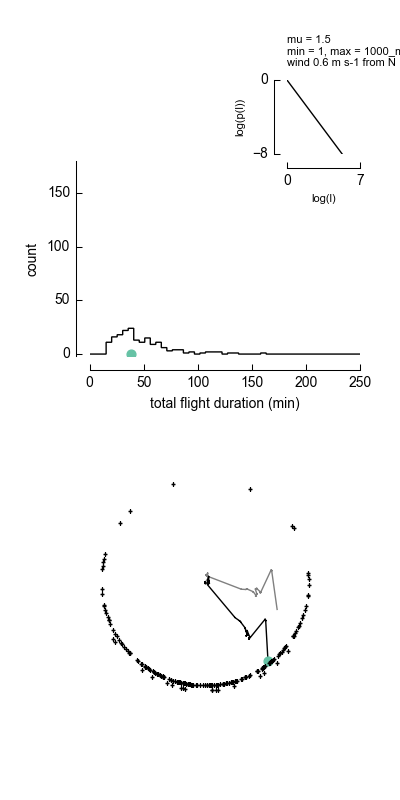 mu = 1.5
min = 1, max = 1000_m
wind 0.6 m s-1 from N
0
log(p(l))
−8
0 7
log(l)
150
100
count
50
0
0 50 100 150 200 250
total flight duration (min)